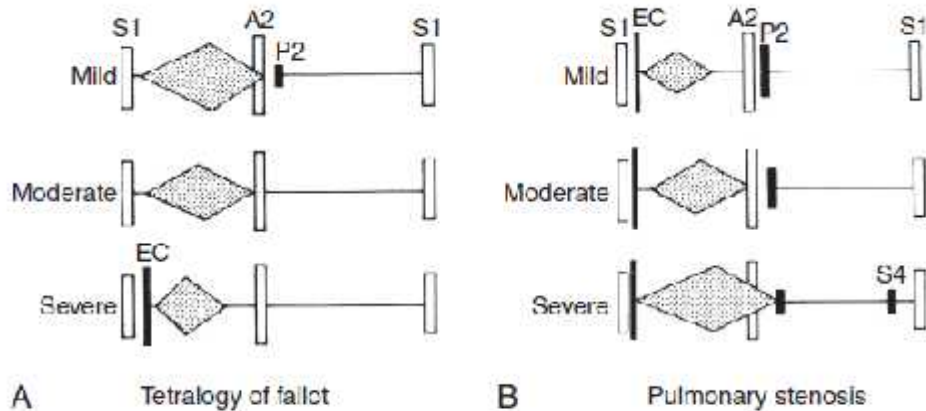 S1 A2 S1
P2
Mild
Moderate
EC
Severe
A Tetralogy of fallot
S1 EC A2 S1
P2
Mild
Moderate
S4
Severe
B Pulmonary stenosis